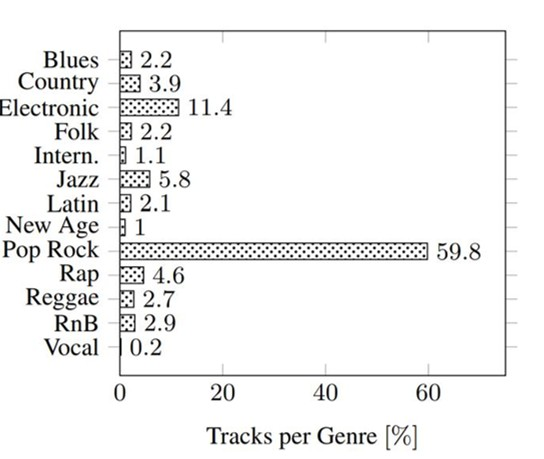 Blues 2.2
Country 3.9
Electronic 11.4
Folk 2.2
Intern. 1.1
Jazz 5.8
Latin 2.1
New Age 1
Pop Rock 59.8
Rap 4.6
Reggae 2.7
RnB 2.9
Vocal 0.2
0 20 40 60
Tracks per Genre [%]